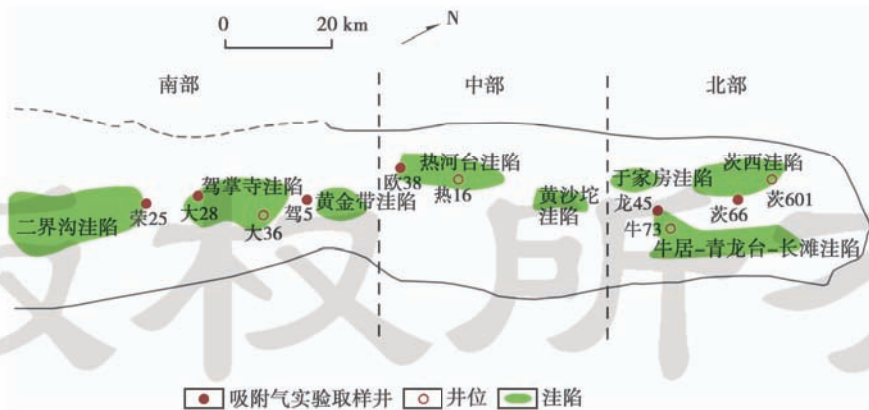 0 20 km
N
南部 中部 北部
驾掌寺洼陷
热河台洼陷
茨西洼陷
于家房洼陷
欧38
热16
黄金带洼陷
驾5
大28
大36
荣25
二界沟洼陷
黄沙坨
洼陷
龙45
茨66
茨601
牛73
牛居-青龙台-长滩洼陷
吸附气实验取样井 井位 洼陷
版权所有